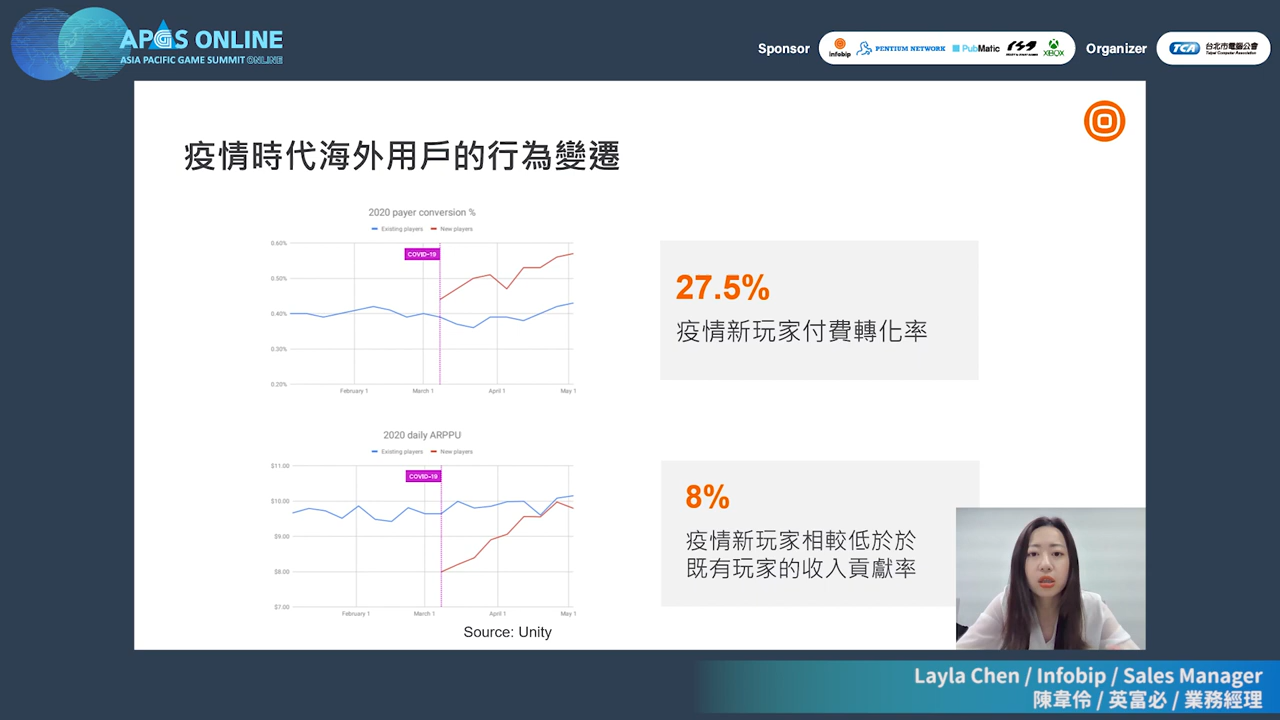 APGS ONLINE
ASIA PACIFIC GAME SUMMIT ONLINE
Sponsor
infobip
PENTIUM NETWORK
PubMatic
XBOX
Organizer
TCA
台北市電腦公會
Taipei Computer Association
疫情時代海外用戶的行為變遷
2020 payer conversion %
Existing players
New players
COVID-19
0.60%
0.50%
0.40%
0.30%
0.20%
February 1
March 1
April 1
May 1
27.5%
疫情新玩家付費轉化率
2020 daily ARPPU
Existing players
New players
COVID-19
$11.00
$10.00
$9.00
$8.00
$7.00
February 1
March 1
April 1
May 1
8%
疫情新玩家相較低於於
既有玩家的收入貢獻率
Source: Unity
Layla Chen / Infobip / Sales Manager
陳韋伶 / 英富必 / 業務經理